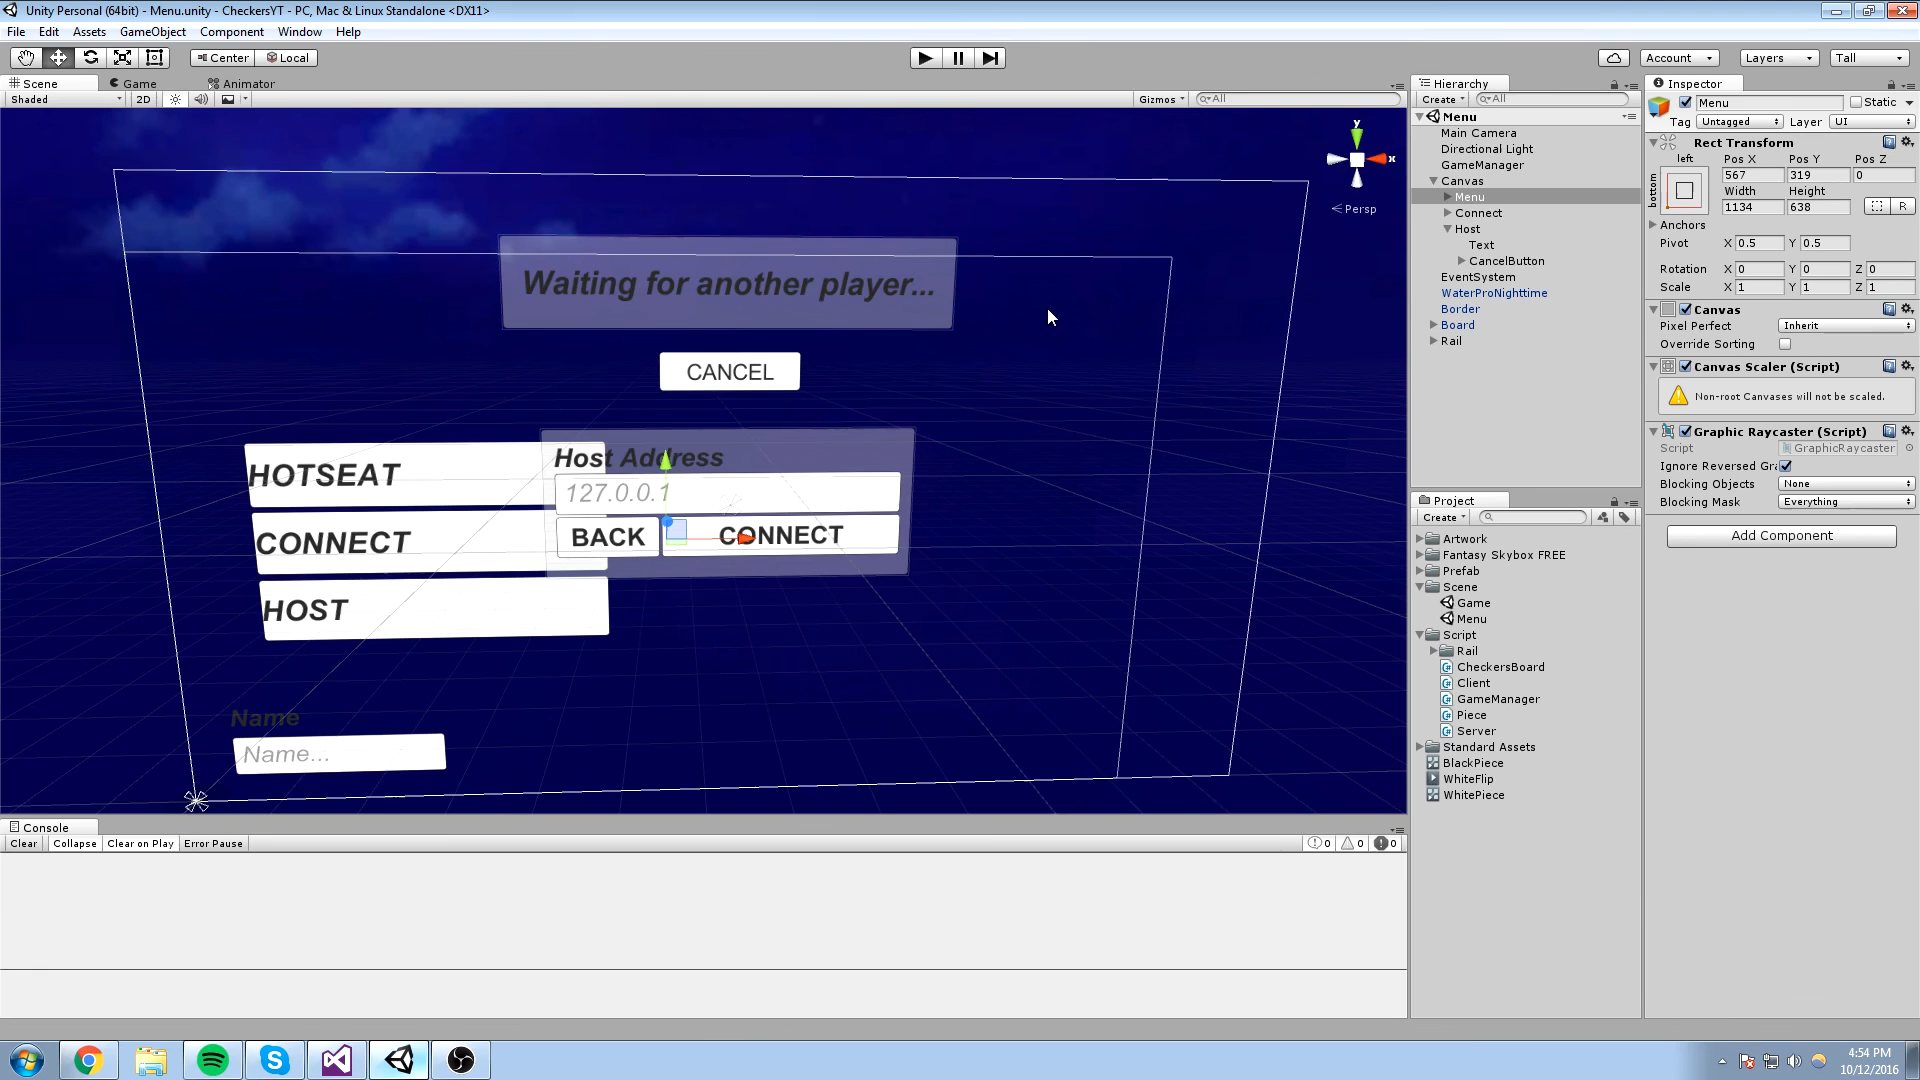 Unity Personal (64bit) - Menu.unity - CheckersYT - PC, Mac & Linux Standalone <DX11>
File Edit Assets GameObject Component Window Help
Center Local
Account Layers Tall
Scene Game Animator
Shaded 2D Gizmos All
y
x
Persp
Waiting for another player...
CANCEL
HOTSEAT
CONNECT
HOST
Host Address
127.0.0.1
BACK CONNECT
Name
Name...
Console
Clear Collapse Clear on Play Error Pause 0 0 0
Hierarchy
Create All
Menu
Main Camera
Directional Light
GameManager
Canvas
Menu
Connect
Host
Text
CancelButton
EventSystem
WaterProNighttime
Border
Board
Rail
Project
Create
Artwork
Fantasy Skybox FREE
Prefab
Scene
Game
Menu
Script
Rail
CheckersBoard
Client
GameManager
Piece
Server
Standard Assets
BlackPiece
WhiteFlip
WhitePiece
Inspector
Menu Static
Tag Untagged Layer UI
Rect Transform
left Pos X Pos Y Pos Z
bottom 567 319 0
Width Height
1134 638 R
Anchors
Pivot X 0.5 Y 0.5
Rotation X 0 Y 0 Z 0
Scale X 1 Y 1 Z 1
Canvas
Pixel Perfect Inherit
Override Sorting
Canvas Scaler (Script)
Non-root Canvases will not be scaled.
Graphic Raycaster (Script)
Script GraphicRaycaster
Ignore Reversed Gra
Blocking Objects None
Blocking Mask Everything
Add Component
4:54 PM
10/12/2016